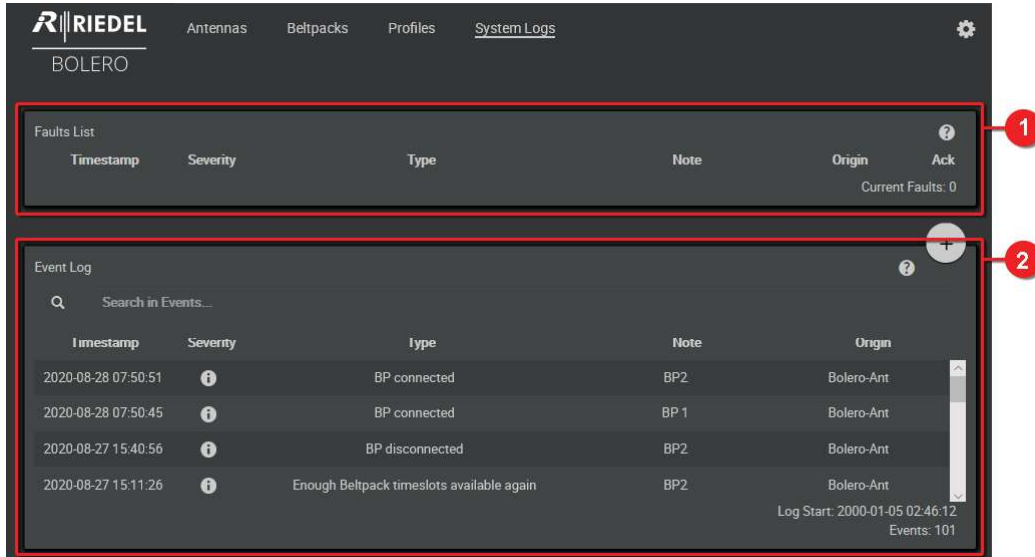 RIEDEL Antennas Beltpacks Profiles System Logs
BOLERO
Faults List
Timestamp Severity Type Note Origin Ack
Current Faults: 0
1
+
Event Log
2
Search in Events...
Timestamp Severity Type Note Origin
2020-08-28 07:50:51 BP connected BP2 Bolero-Ant
2020-08-28 07:50:45 BP connected BP 1 Bolero-Ant
2020-08-27 15:40:56 BP disconnected BP2 Bolero-Ant
2020-08-27 15:11:26 Enough Beltpack timeslots available again BP2 Bolero-Ant
Log Start: 2000-01-05 02:46:12
Events: 101